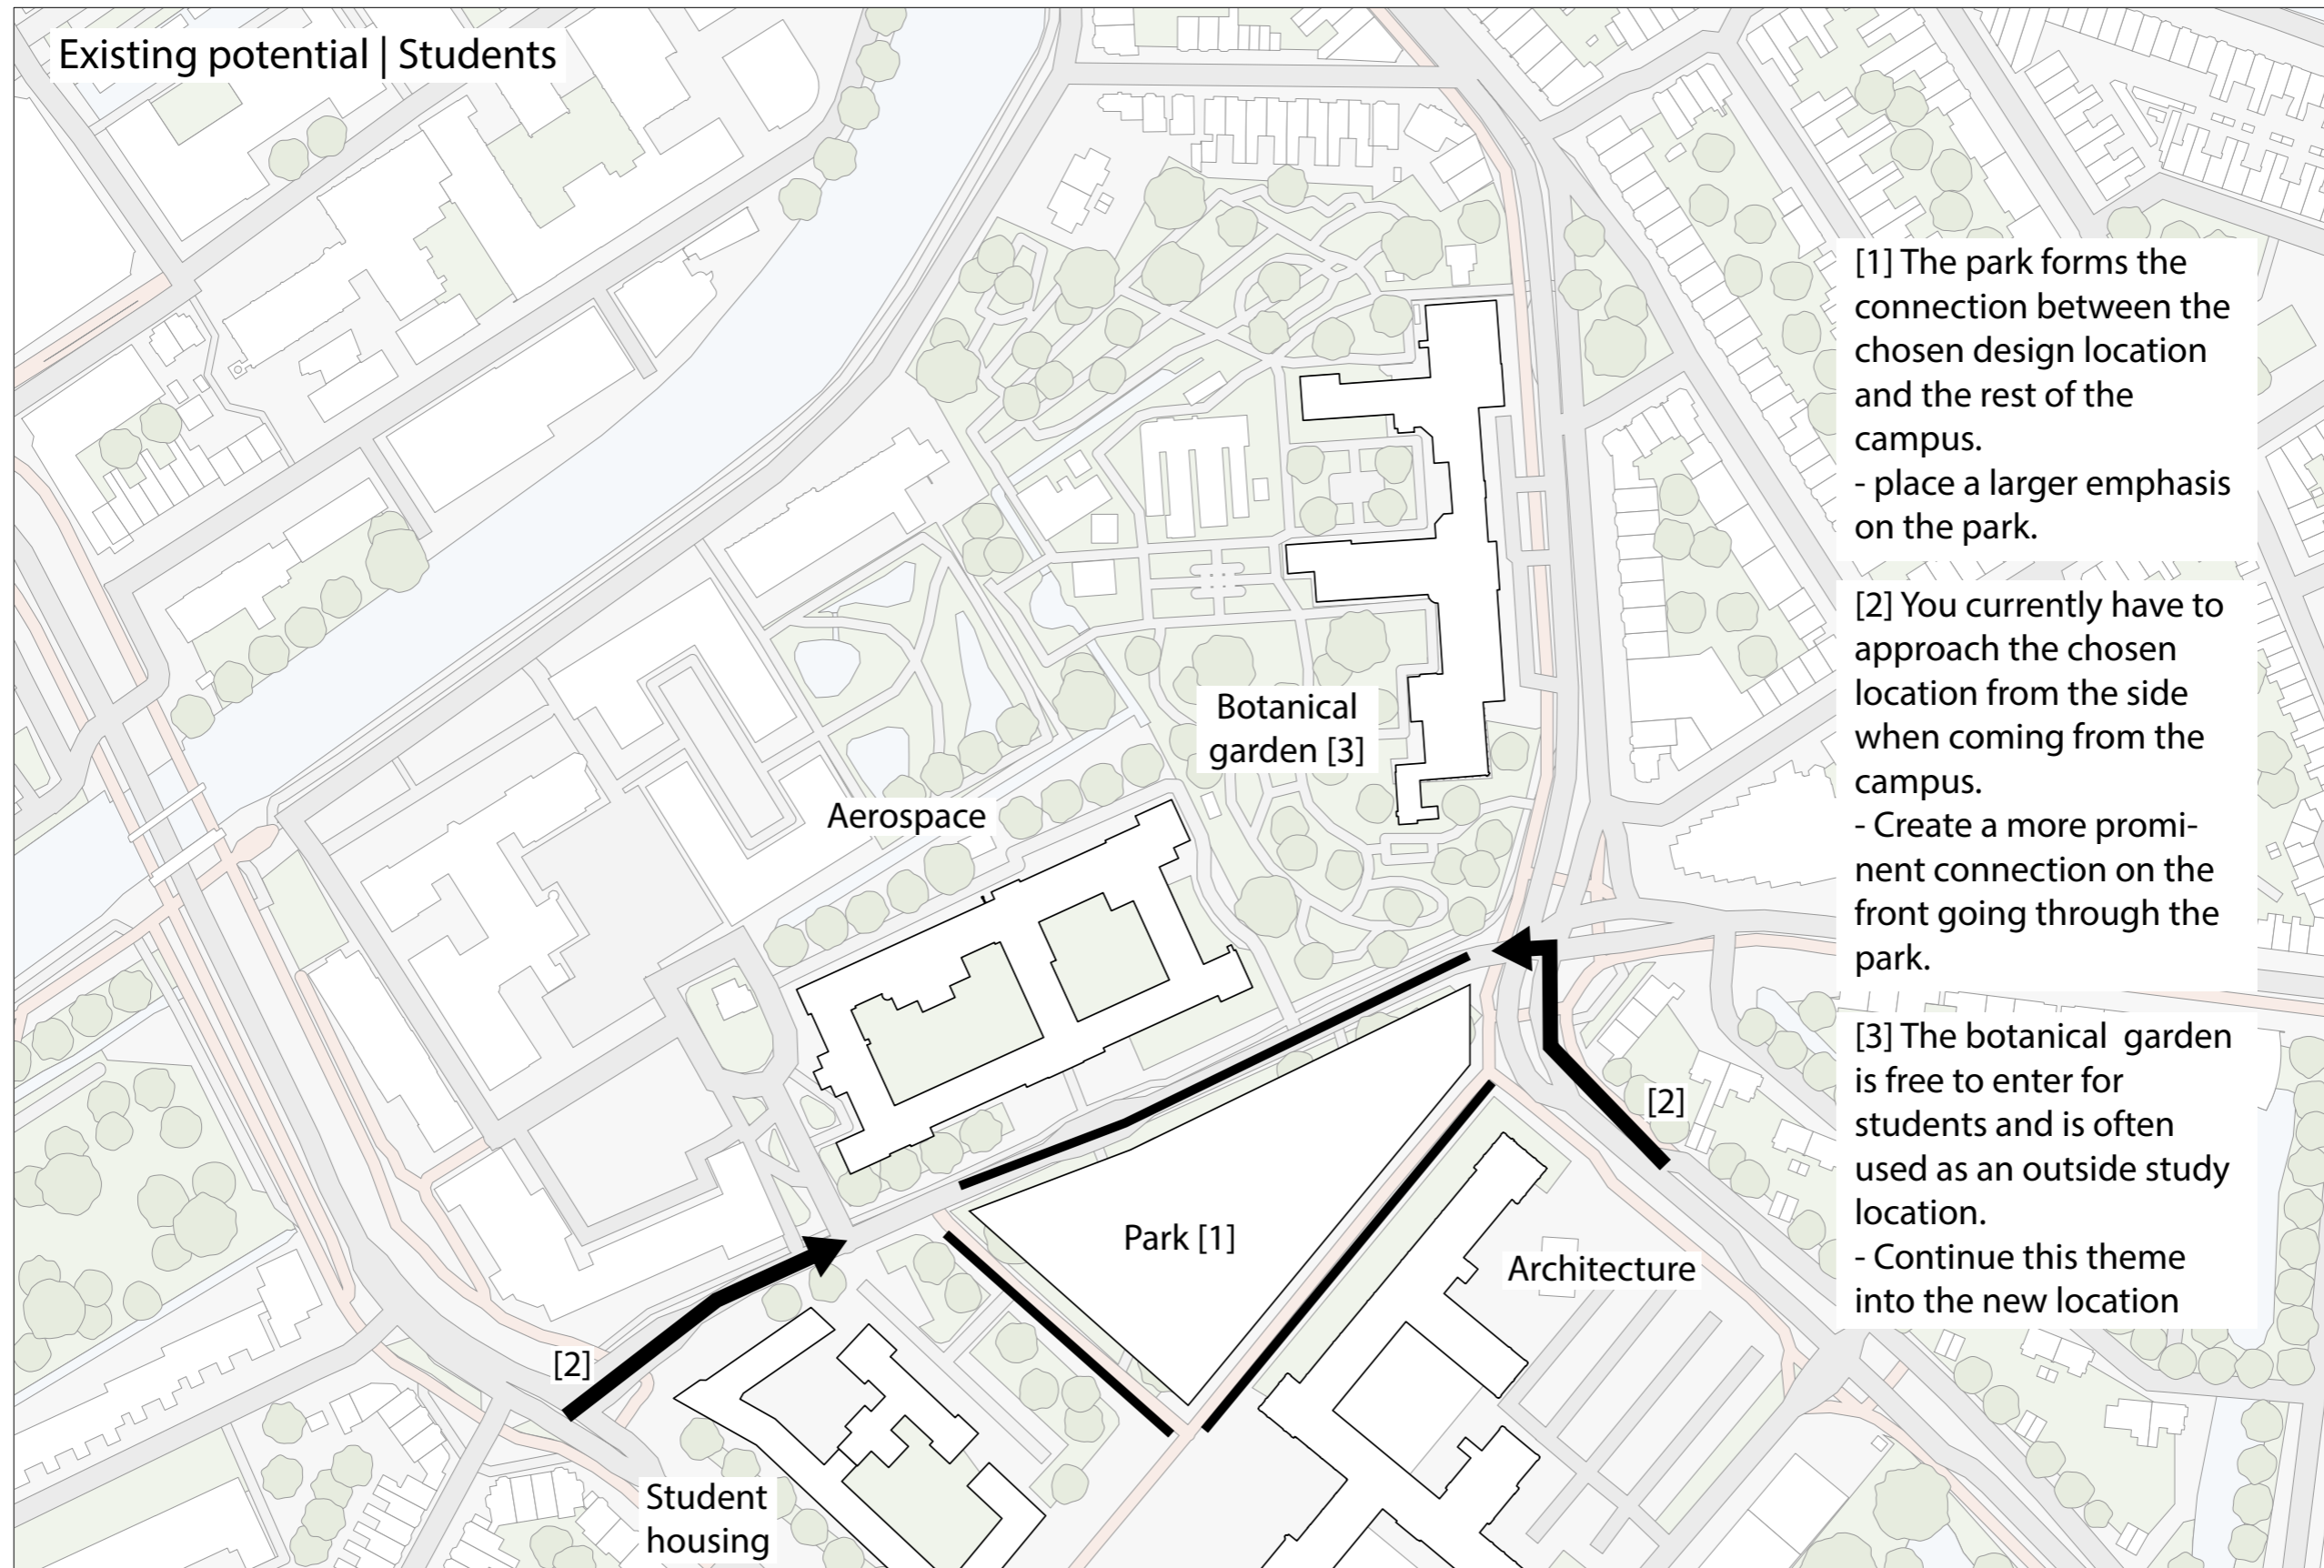 Existing potential | Students
[1] The park forms the
connection between the
chosen design location
and the rest of the
campus.
- place a larger emphasis
on the park.
[2] You currently have to
approach the chosen
location from the side
when coming from the
campus.
- Create a more promi-
nent connection on the
front going through the
park.
[3] The botanical  garden
is free to enter for
students and is often
used as an outside study
location.
- Continue this theme
into the new location
Botanical
garden [3]
Aerospace
[2]
Park [1]
Architecture
[2]
Student
housing